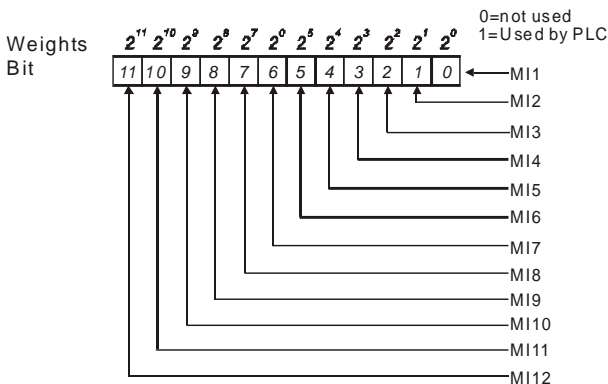 0=not used
1=Used by PLC
Weights 2¹¹ 2¹⁰ 2⁹ 2⁸ 2⁷ 2⁰ 2⁵ 2⁴ 2³ 2² 2¹ 2⁰
Bit 11 10 9 8 7 6 5 4 3 2 1 0
MI1
MI2
MI3
MI4
MI5
MI6
MI7
MI8
MI9
MI10
MI11
MI12